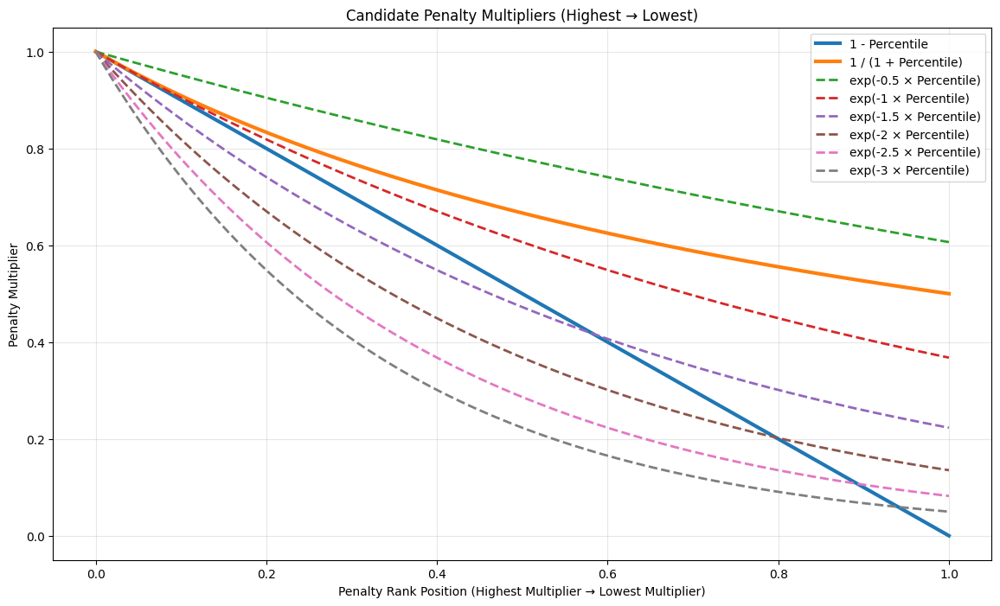 Candidate Penalty Multipliers (Highest → Lowest)
1 - Percentile
1 / (1 + Percentile)
exp(-0.5 × Percentile)
exp(-1 × Percentile)
exp(-1.5 × Percentile)
exp(-2 × Percentile)
exp(-2.5 × Percentile)
exp(-3 × Percentile)
Penalty Multiplier
1.0
0.8
0.6
0.4
0.2
0.0
0.0 0.2 0.4 0.6 0.8 1.0
Penalty Rank Position (Highest Multiplier → Lowest Multiplier)